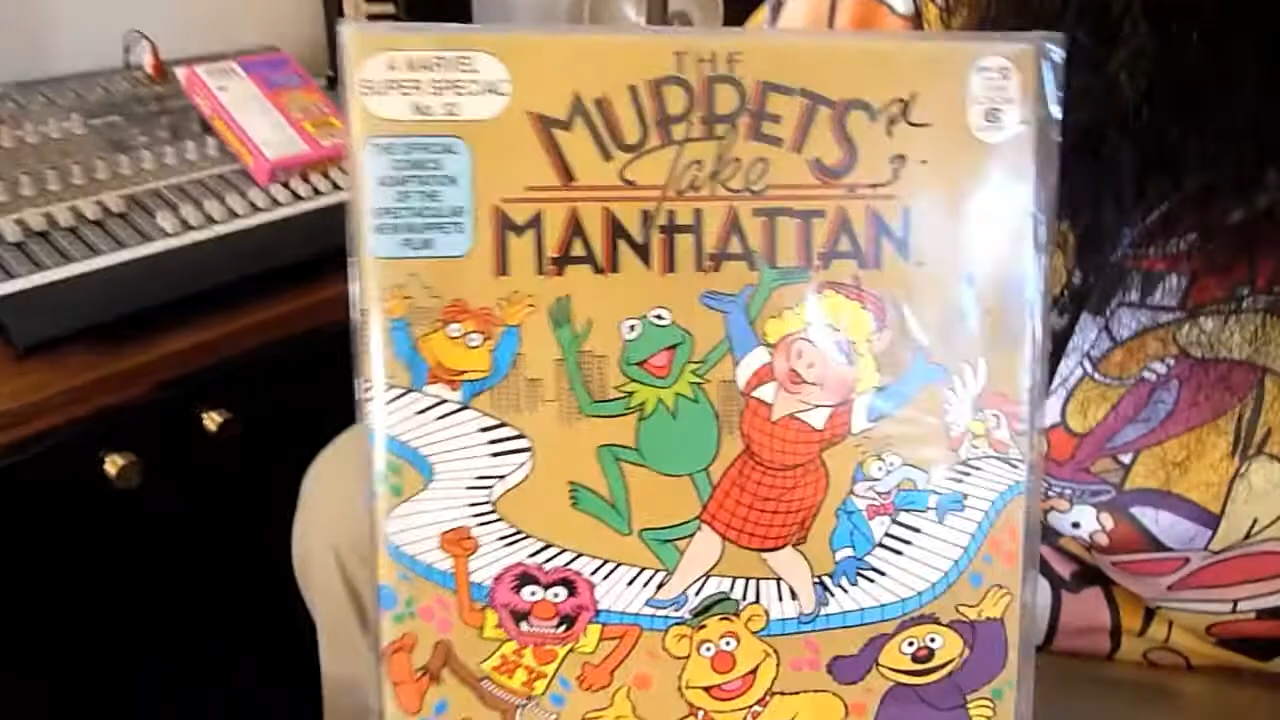 A MARVEL
SUPER SPECIAL
No. 32
THE
MUPPETS
Take
MANHATTAN
THE OFFICIAL
COMICS
ADAPTATION
OF THE
SPECTACULAR
NEW MUPPETS
FILM!
I
NY